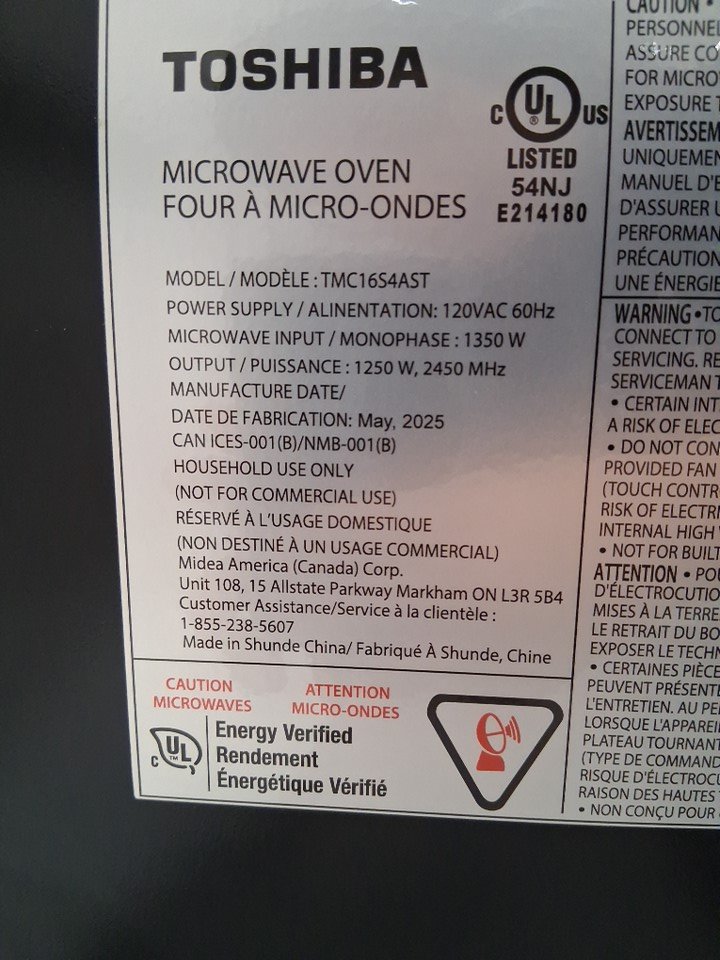 TOSHIBA
C UL US
®
LISTED
54NJ
E214180
MICROWAVE OVEN
FOUR À MICRO-ONDES
MODEL / MODÈLE : TMC16S4AST
POWER SUPPLY / ALINENTATION: 120VAC 60Hz
MICROWAVE INPUT / MONOPHASE : 1350 W
OUTPUT / PUISSANCE : 1250 W, 2450 MHz
MANUFACTURE DATE/
DATE DE FABRICATION: May, 2025
CAN ICES-001(B)/NMB-001(B)
HOUSEHOLD USE ONLY
(NOT FOR COMMERCIAL USE)
RÉSERVÉ À L'USAGE DOMESTIQUE
(NON DESTINÉ À UN USAGE COMMERCIAL)
Midea America (Canada) Corp.
Unit 108, 15 Allstate Parkway Markham ON L3R 5B4
Customer Assistance/Service à la clientèle :
1-855-238-5607
Made in Shunde China/ Fabriqué À Shunde, Chine
CAUTION
MICROWAVES
ATTENTION
MICRO-ONDES
C UL TM
Energy Verified
Rendement
Énergétique Vérifié
CAUTION •
PERSONNEL
ASSURE CO
FOR MICRO
EXPOSURE T
AVERTISSEM
UNIQUEMEN
MANUEL D'E
D'ASSURER U
PERFORMAN
PRÉCAUTION
UNE ÉNERGIE
WARNING •TO
CONNECT TO
SERVICING. RE
SERVICEMAN T
• CERTAIN INT
A RISK OF ELEC
• DO NOT CON
PROVIDED FAN
(TOUCH CONTR
RISK OF ELECTR
INTERNAL HIGH
• NOT FOR BUILT
ATTENTION • POU
D'ÉLECTROCUTIO
MISES À LA TERRE
LE RETRAIT DU BO
EXPOSER LE TECHN
• CERTAINES PIÈCE
PEUVENT PRÉSENTE
L'ENTRETIEN. AU PE
LORSQUE L'APPAREI
PLATEAU TOURNANT
(TYPE DE COMMAND
RISQUE D'ÉLECTROCU
RAISON DES HAUTES
• NON CONÇU POUR